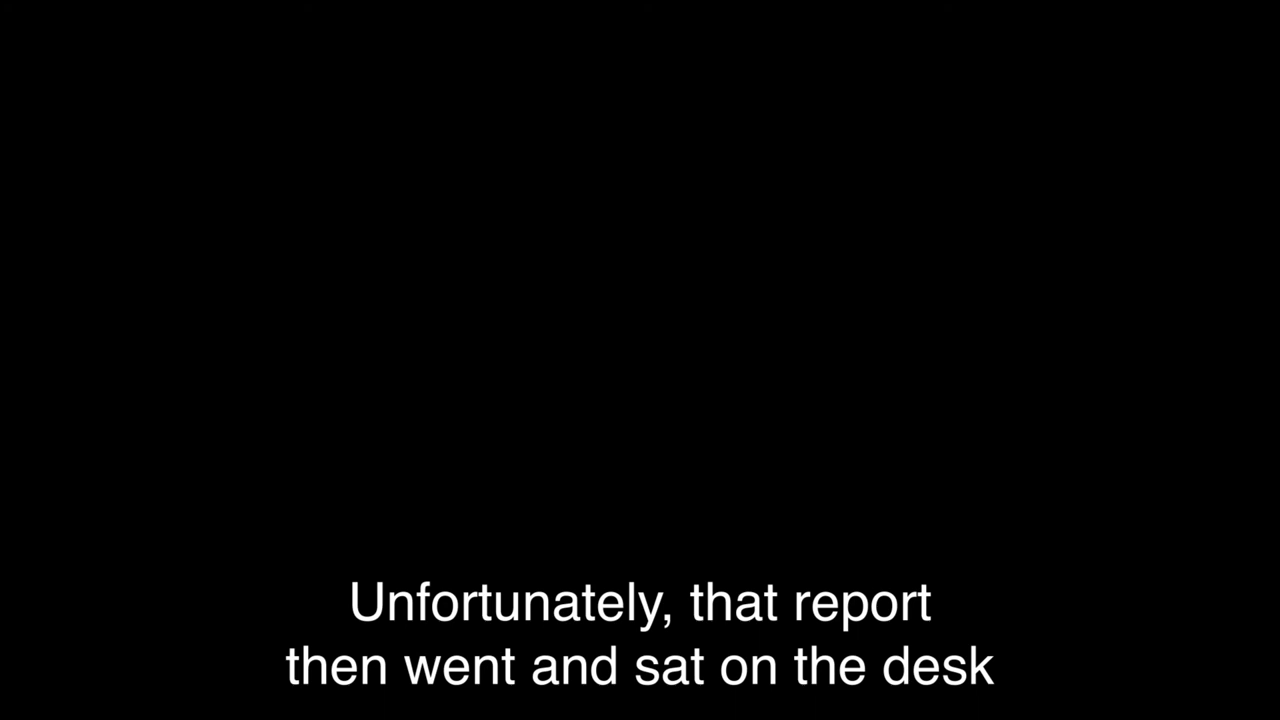 Unfortunately, that report
then went and sat on the desk